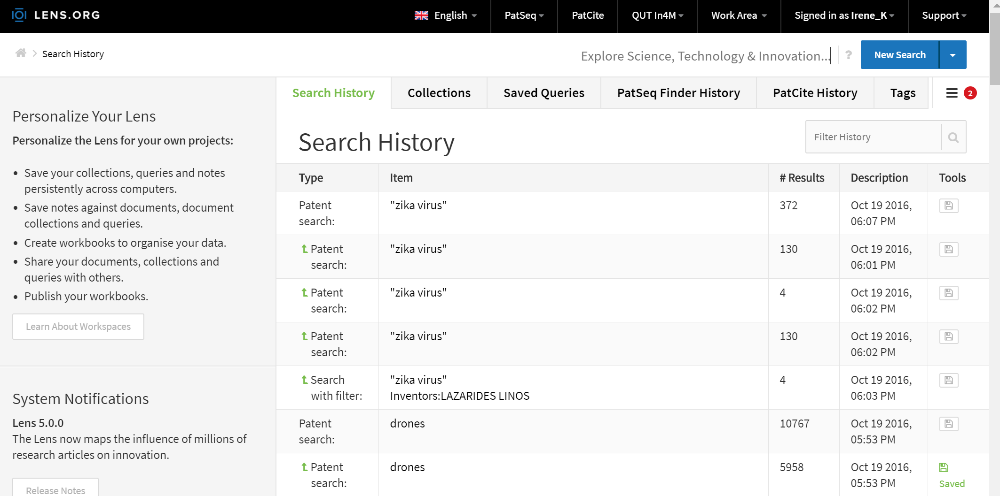 LENS.ORG
English
PatSeq
PatCite
QUT In4M
Work Area
Signed in as Irene_K
Support
Search History
Explore Science, Technology & Innovation...
?
New Search
Personalize Your Lens
Personalize the Lens for your own projects:
• Save your collections, queries and notes
persistently across computers.
• Save notes against documents, document
collections and queries.
• Create workbooks to organise your data.
• Share your documents, collections and
queries with others.
• Publish your workbooks.
Learn About Workspaces
System Notifications
Lens 5.0.0
The Lens now maps the influence of millions of
research articles on innovation.
Release Notes
Search History
Collections
Saved Queries
PatSeq Finder History
PatCite History
Tags
2
Search History
Filter History
Type Item # Results Description Tools
Patent "zika virus" 372 Oct 19 2016,
search: 06:07 PM
Patent "zika virus" 130 Oct 19 2016,
search: 06:01 PM
Patent "zika virus" 4 Oct 19 2016,
search: 06:02 PM
Patent "zika virus" 130 Oct 19 2016,
search: 06:02 PM
Search "zika virus" 4 Oct 19 2016,
with filter: Inventors:LAZARIDES LINOS 06:03 PM
Patent drones 10767 Oct 19 2016,
search: 05:53 PM
Patent drones 5958 Oct 19 2016,
search: 05:53 PM Saved